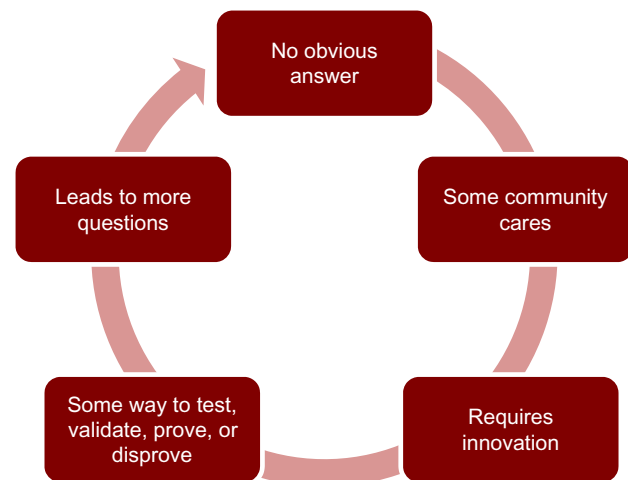 No obvious
answer
Some community
cares
Requires
innovation
Some way to test,
validate, prove, or
disprove
Leads to more
questions